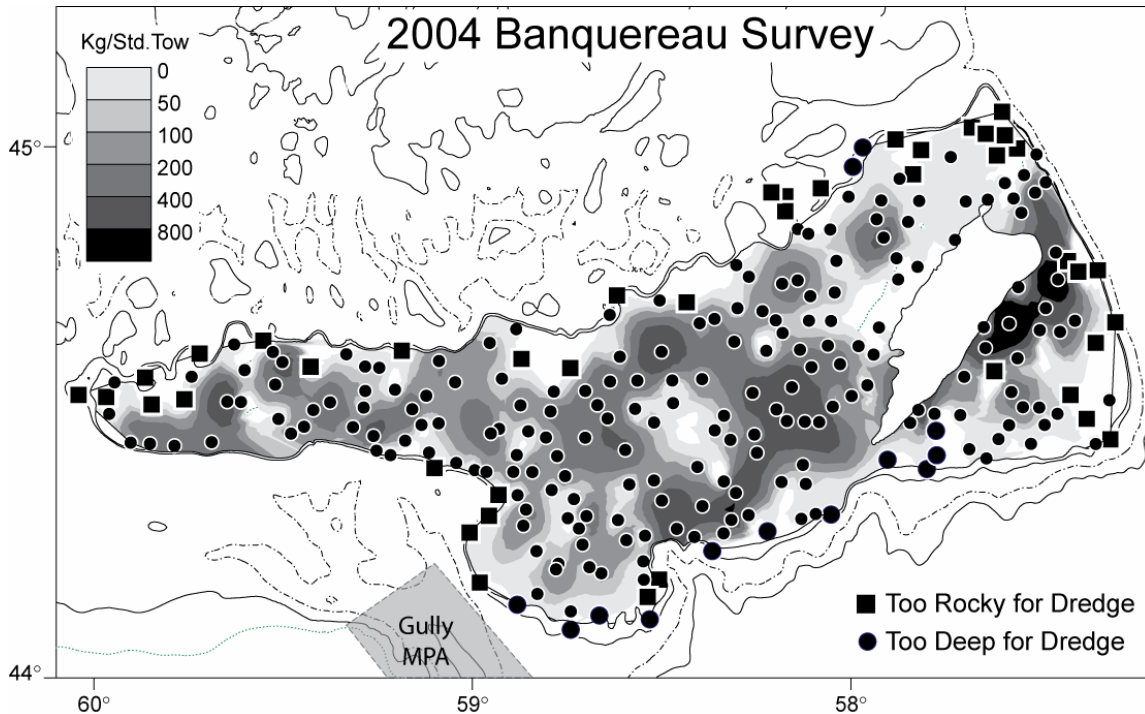 2004 Banquereau Survey
Kg/Std.Tow
0
50
100
200
400
800
45°
44°
60°
59°
58°
Gully
MPA
Too Rocky for Dredge
Too Deep for Dredge